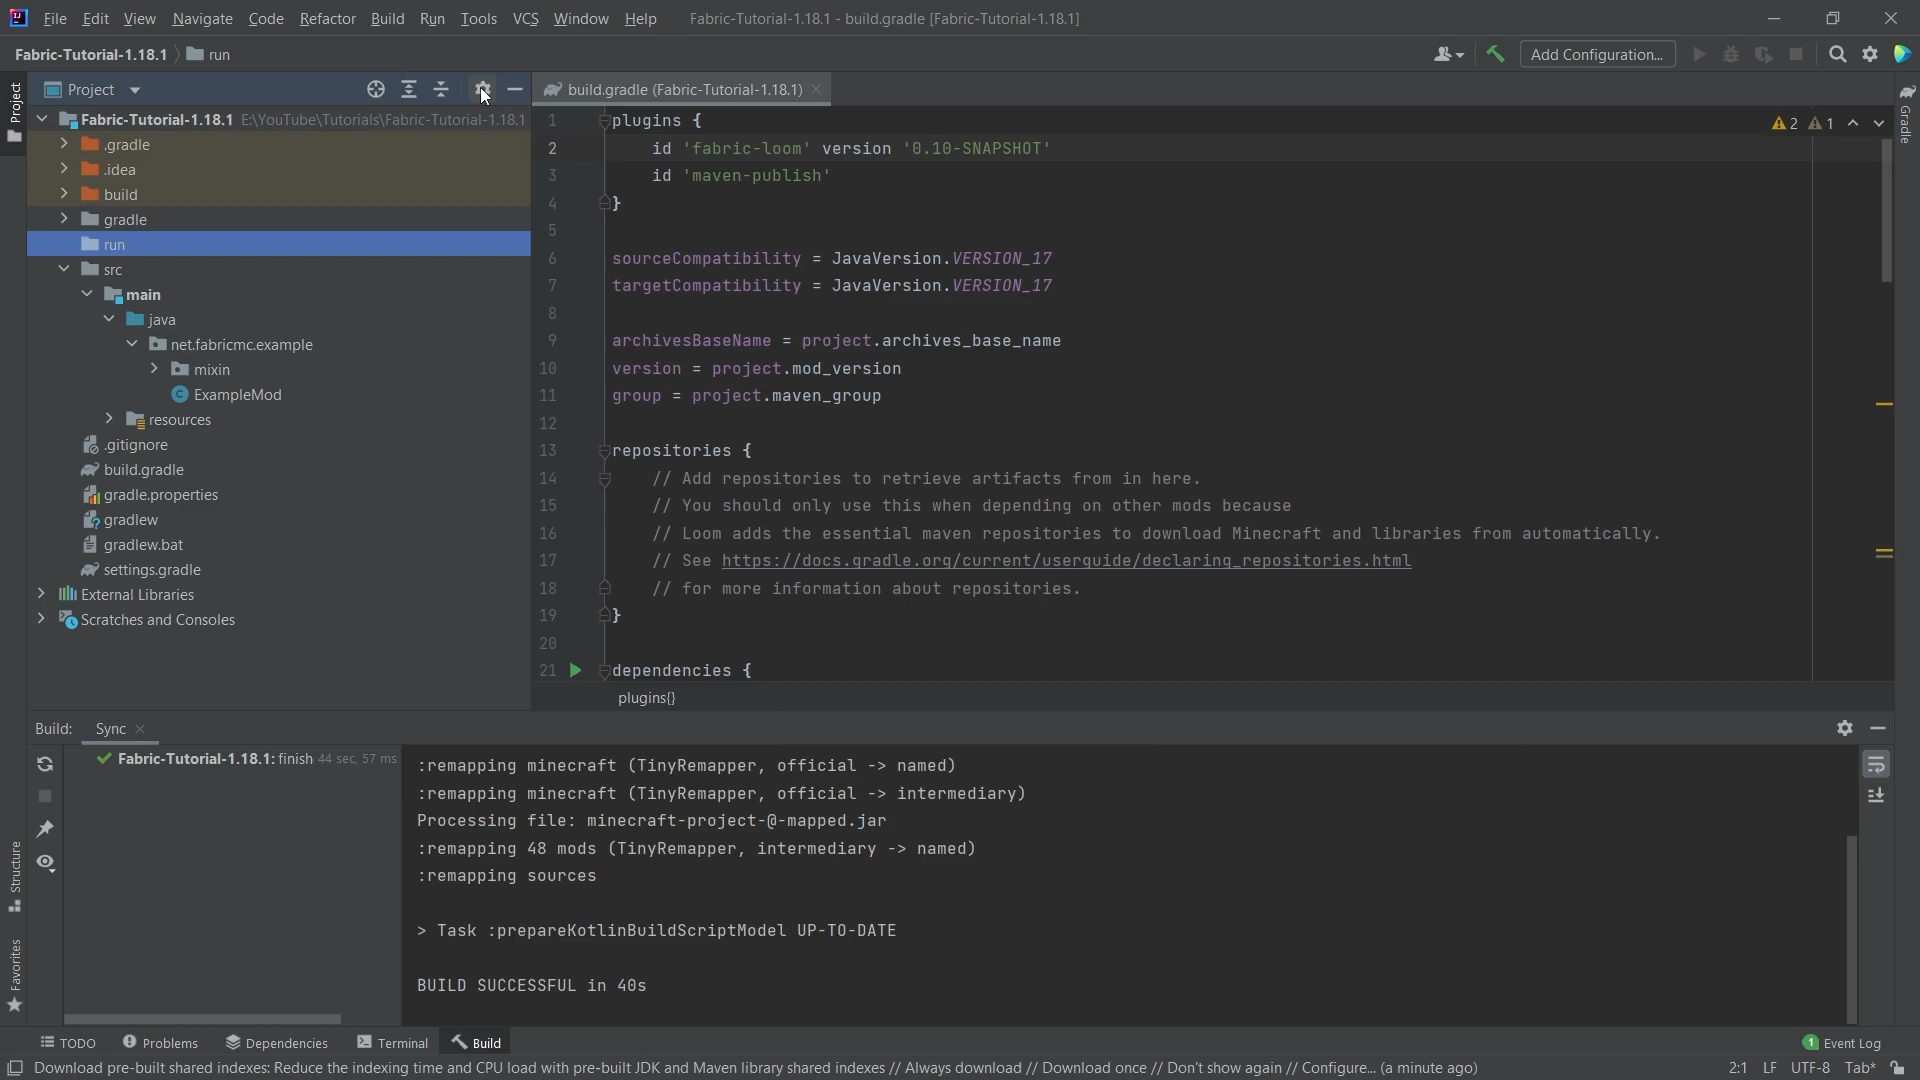 File Edit View Navigate Code Refactor Build Run Tools VCS Window Help Fabric-Tutorial-1.18.1 - build.gradle [Fabric-Tutorial-1.18.1]
Fabric-Tutorial-1.18.1 run Add Configuration...
Project
Project
build.gradle (Fabric-Tutorial-1.18.1)
Gradle
Fabric-Tutorial-1.18.1 E:\YouTube\Tutorials\Fabric-Tutorial-1.18.1
.gradle
.idea
build
gradle
run
src
main
java
net.fabricmc.example
mixin
ExampleMod
resources
.gitignore
build.gradle
gradle.properties
gradlew
gradlew.bat
settings.gradle
External Libraries
Scratches and Consoles
2 1
1 plugins {
2 id 'fabric-loom' version '0.10-SNAPSHOT'
3 id 'maven-publish'
4 }
5
6 sourceCompatibility = JavaVersion.VERSION_17
7 targetCompatibility = JavaVersion.VERSION_17
8
9 archivesBaseName = project.archives_base_name
10 version = project.mod_version
11 group = project.maven_group
12
13 repositories {
14 // Add repositories to retrieve artifacts from in here.
15 // You should only use this when depending on other mods because
16 // Loom adds the essential maven repositories to download Minecraft and libraries from automatically.
17 // See https://docs.gradle.org/current/userguide/declaring_repositories.html
18 // for more information about repositories.
19 }
20
21 dependencies {
plugins{}
Build: Sync
Fabric-Tutorial-1.18.1: finish 44 sec, 57 ms
:remapping minecraft (TinyRemapper, official -> named)
:remapping minecraft (TinyRemapper, official -> intermediary)
Processing file: minecraft-project-@-mapped.jar
:remapping 48 mods (TinyRemapper, intermediary -> named)
:remapping sources
> Task :prepareKotlinBuildScriptModel UP-TO-DATE
BUILD SUCCESSFUL in 40s
Structure
Favorites
TODO Problems Dependencies Terminal Build 1 Event Log
Download pre-built shared indexes: Reduce the indexing time and CPU load with pre-built JDK and Maven library shared indexes // Always download // Download once // Don't show again // Configure... (a minute ago) 2:1 LF UTF-8 Tab*